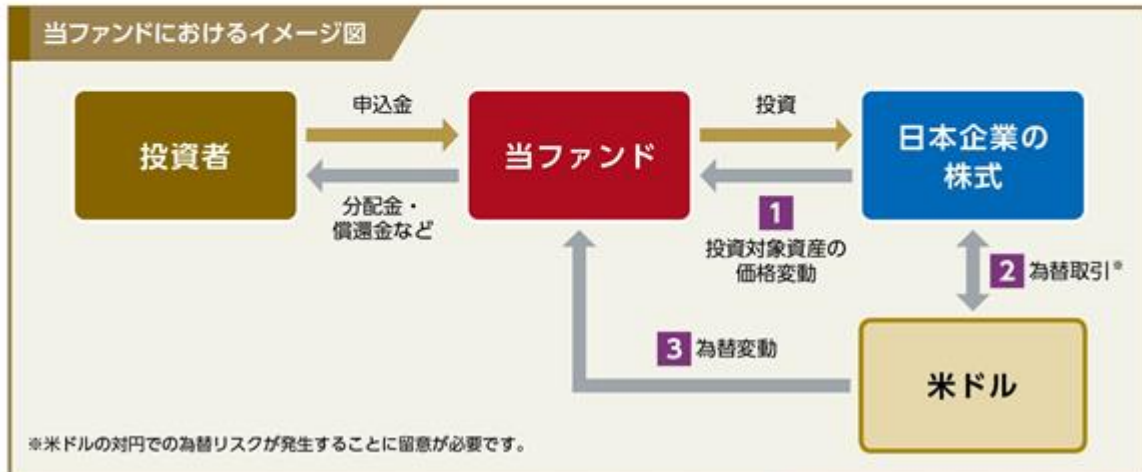 当ファンドにおけるイメージ図
投資者
申込金
分配金・
償還金など
当ファンド
投資
1
投資対象資産の
価格変動
日本企業の
株式
2 為替取引※
3 為替変動
米ドル
※米ドルの対円での為替リスクが発生することに留意が必要です。